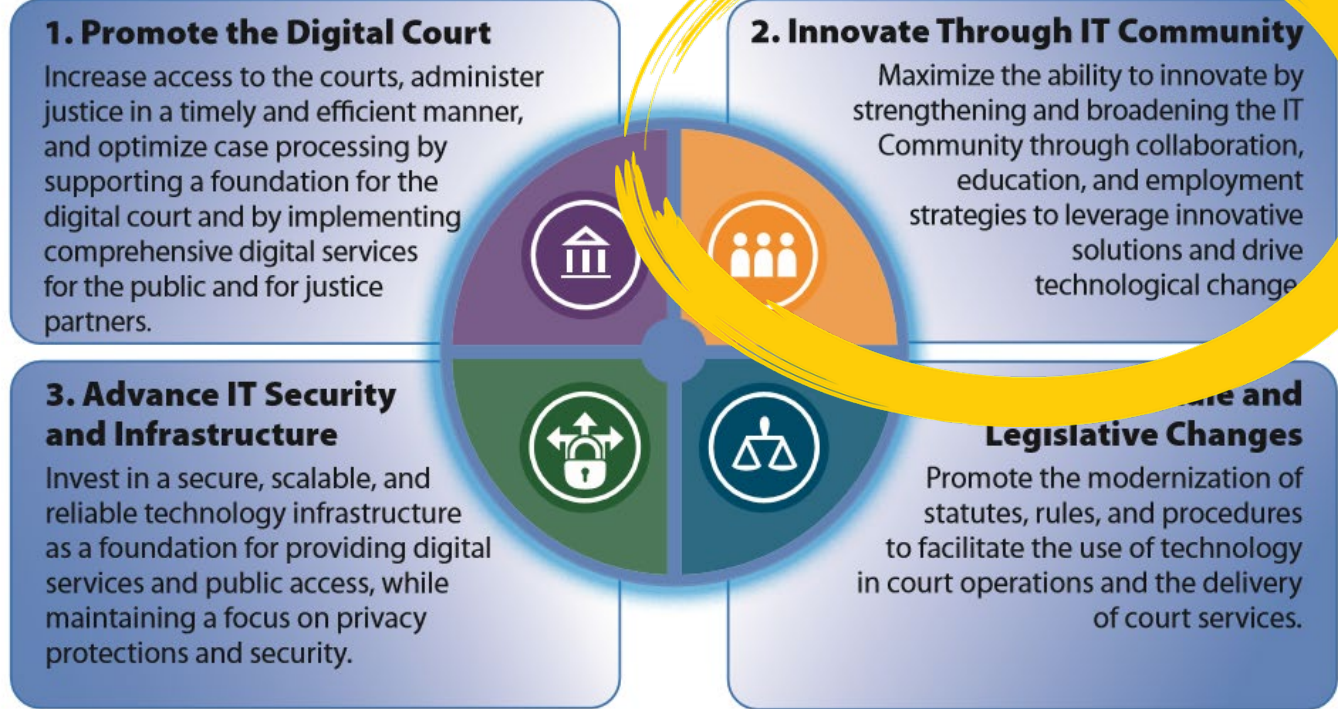 1. Promote the Digital Court
Increase access to the courts, administer
justice in a timely and efficient manner,
and optimize case processing by
supporting a foundation for the
digital court and by implementing
comprehensive digital services
for the public and for justice
partners.
2. Innovate Through IT Community
Maximize the ability to innovate by
strengthening and broadening the IT
Community through collaboration,
education, and employment
strategies to leverage innovative
solutions and drive
technological change
3. Advance IT Security
and Infrastructure
Invest in a secure, scalable, and
reliable technology infrastructure
as a foundation for providing digital
services and public access, while
maintaining a focus on privacy
protections and security.
and
Legislative Changes
Promote the modernization of
statutes, rules, and procedures
to facilitate the use of technology
in court operations and the delivery
of court services.